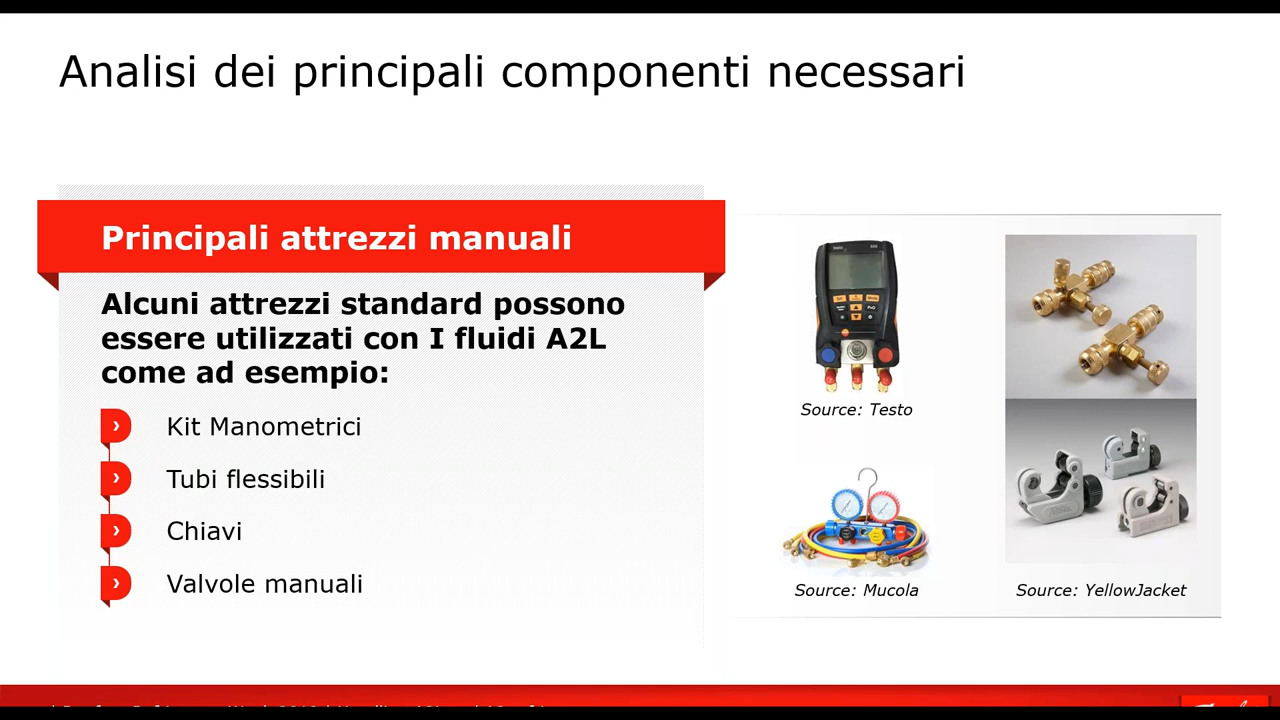 Analisi dei principali componenti necessari
Principali attrezzi manuali
Alcuni attrezzi standard possono
essere utilizzati con I fluidi A2L
come ad esempio:
Kit Manometrici
Tubi flessibili
Chiavi
Valvole manuali
Source: Testo
Source: Mucola
Source: YellowJacket